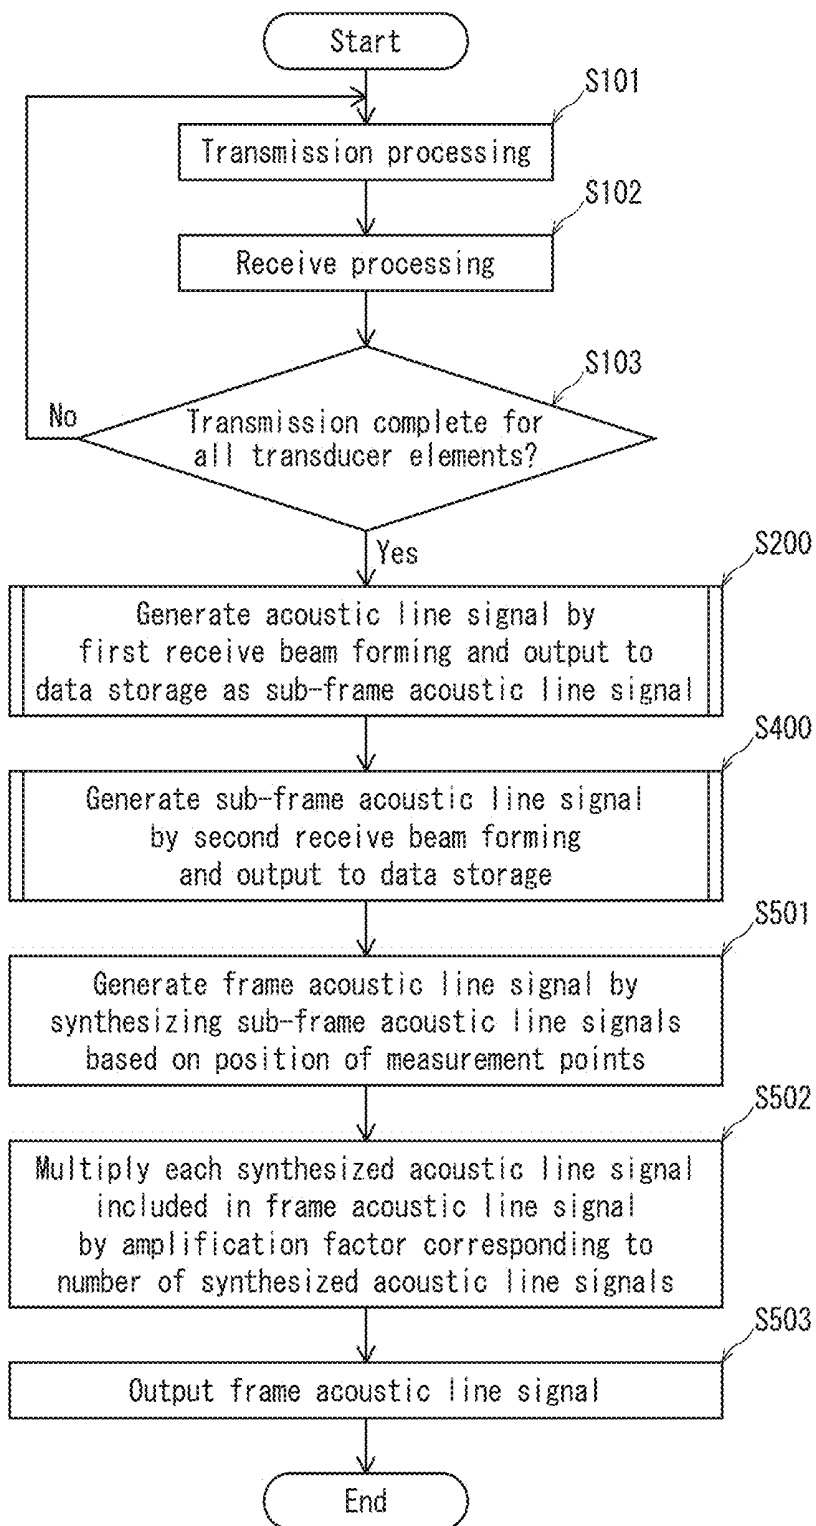 Start
S101
Transmission processing
S102
Receive processing
S103
No
Transmission complete for
all transducer elements?
Yes
S200
Generate acoustic line signal by
first receive beam forming and output to
data storage as sub-frame acoustic line signal
S400
Generate sub-frame acoustic line signal
by second receive beam forming
and output to data storage
S501
Generate frame acoustic line signal by
synthesizing sub-frame acoustic line signals
based on position of measurement points
S502
Multiply each synthesized acoustic line signal
included in frame acoustic line signal
by amplification factor corresponding to
number of synthesized acoustic line signals
S503
Output frame acoustic line signal
End